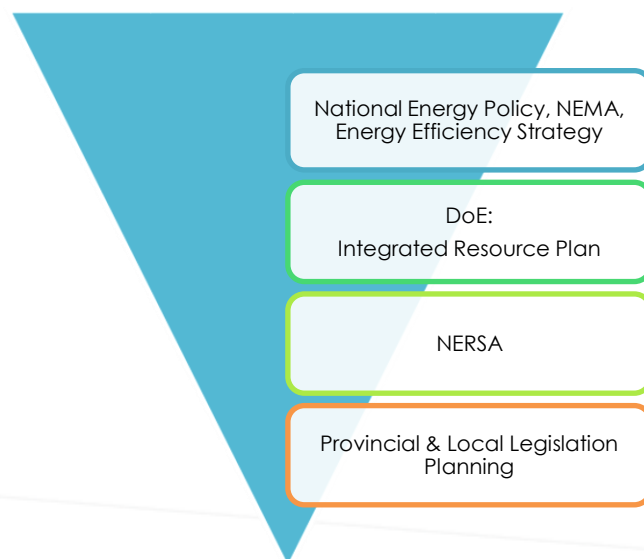 National Energy Policy, NEMA,
Energy Efficiency Strategy
DoE:
Integrated Resource Plan
NERSA
Provincial & Local Legislation
Planning